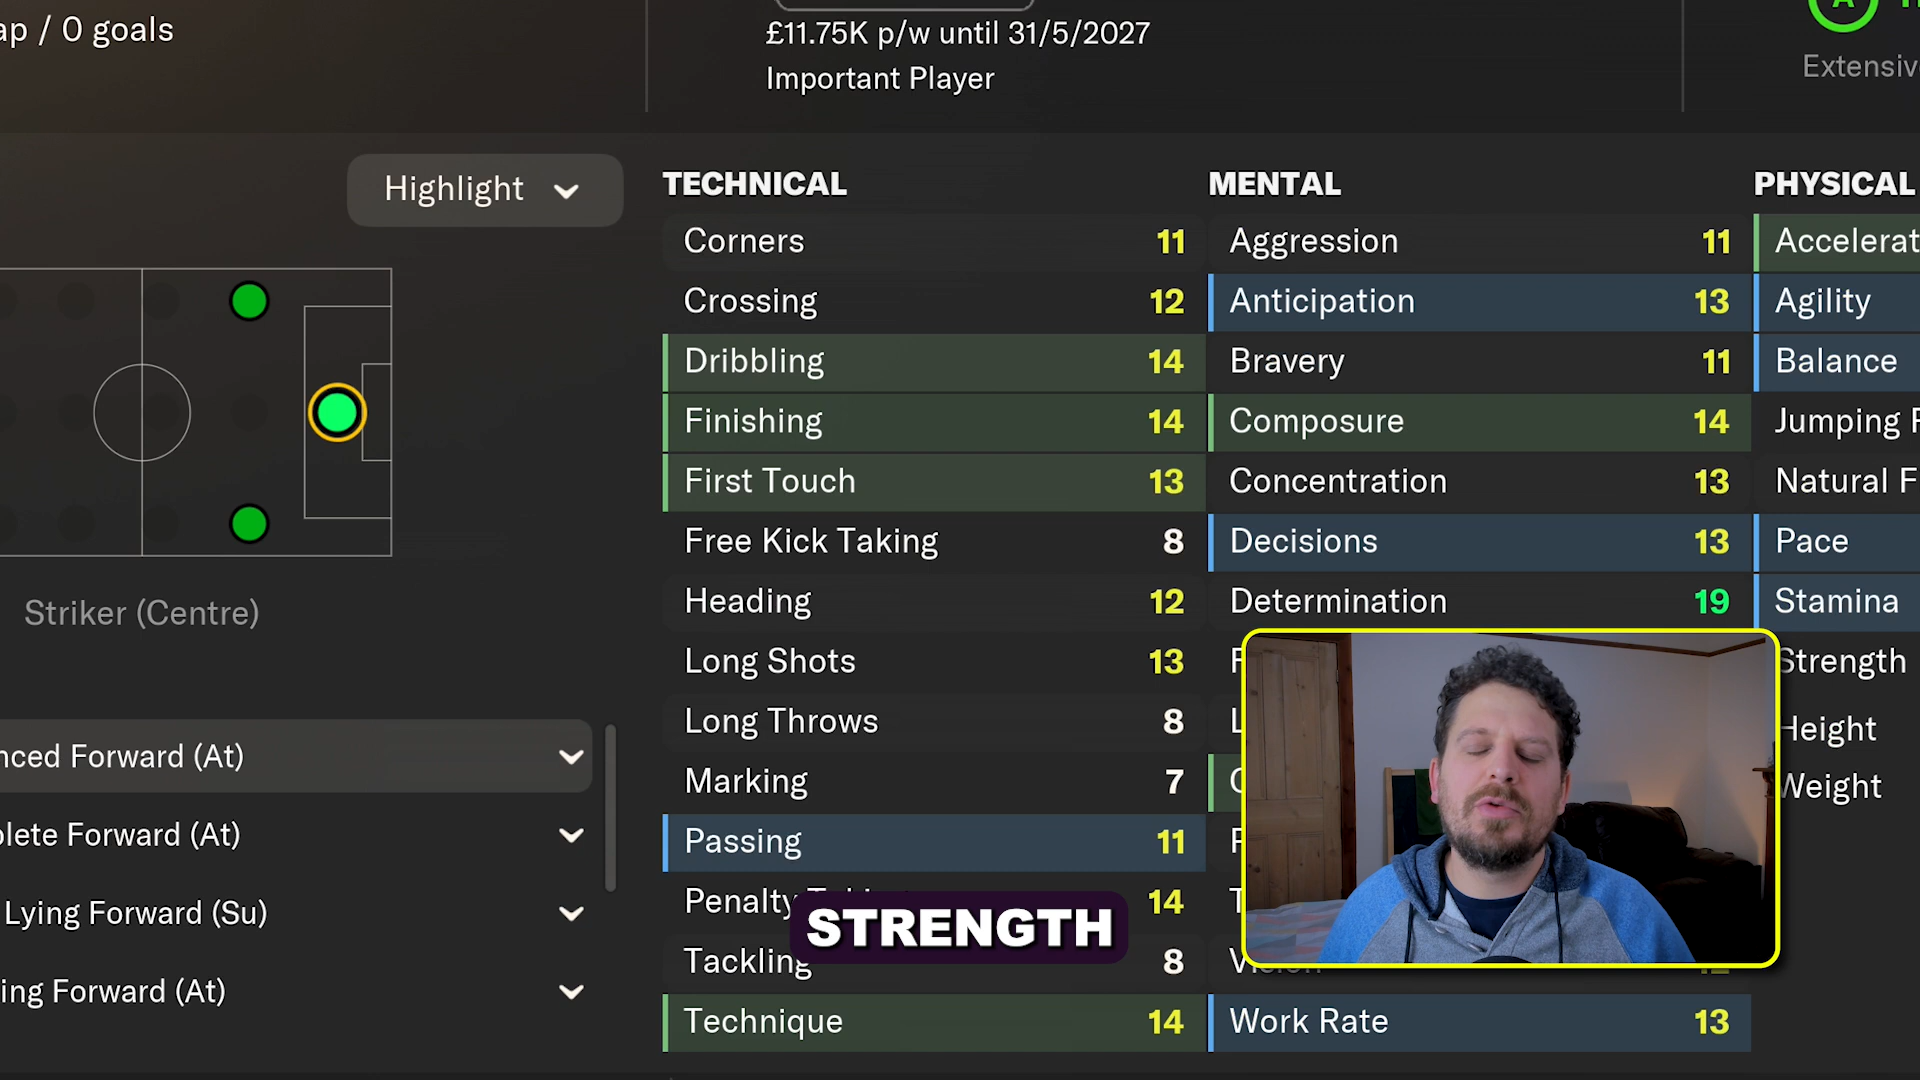 ap / 0 goals
£11.75K p/w until 31/5/2027
Important Player
Extensive
Highlight
Striker (Centre)
nced Forward (At)
plete Forward (At)
Lying Forward (Su)
ing Forward (At)
TECHNICAL
Corners 11
Crossing 12
Dribbling 14
Finishing 14
First Touch 13
Free Kick Taking 8
Heading 12
Long Shots 13
Long Throws 8
Marking 7
Passing 11
Penalty 14
STRENGTH
Tackling 8
Technique 14
MENTAL
Aggression 11
Anticipation 13
Bravery 11
Composure 14
Concentration 13
Decisions 13
Determination 19
Vision 12
Work Rate 13
PHYSICAL
Accelerat
Agility
Balance
Jumping
Natural F
Pace
Stamina
Strength
Height
Weight